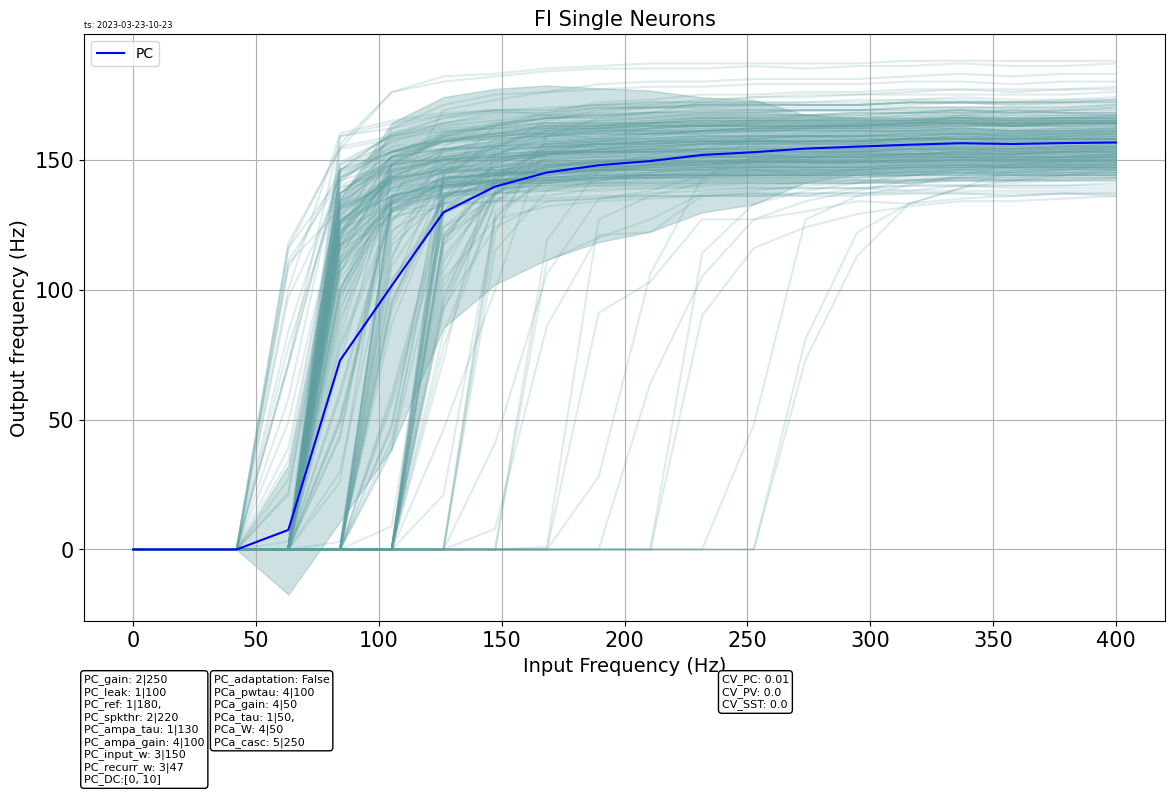 FI Single Neurons
ts: 2023-03-23-10-23
PC
Output frequency (Hz)
150
100
50
0
0 50 100 150 200 250 300 350 400
Input Frequency (Hz)
PC_gain: 2|250
PC_leak: 1|100
PC_ref: 1|180,
PC_spkthr: 2|220
PC_ampa_tau: 1|130
PC_ampa_gain: 4|100
PC_input_w: 3|150
PC_recurr_w: 3|47
PC_DC:[0, 10]
PC_adaptation: False
PCa_pwtau: 4|100
PCa_gain: 4|50
PCa_tau: 1|50,
PCa_W: 4|50
PCa_casc: 5|250
CV_PC: 0.01
CV_PV: 0.0
CV_SST: 0.0